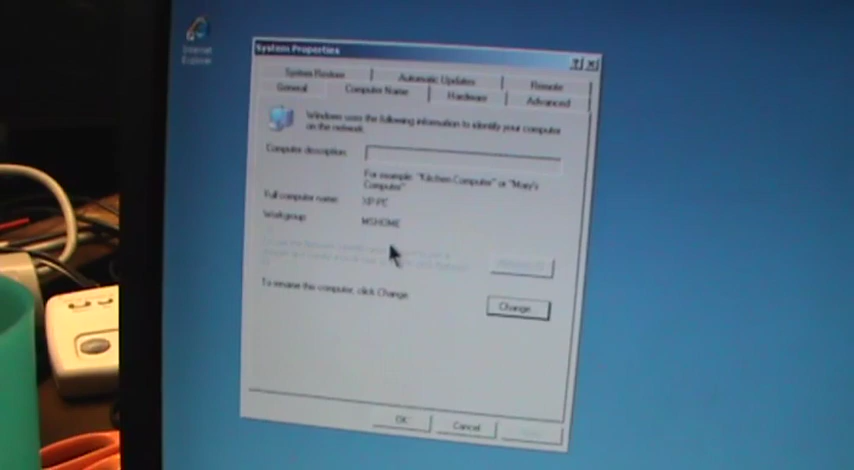 Internet
Explorer
System Properties
System Restore
Automatic Updates
Remote
General
Computer Name
Hardware
Advanced
Windows uses the following information to identify your computer
on the network.
Computer description:
For example: "Kitchen Computer" or "Mary's
Computer".
Full computer name:
XP-PE
Workgroup:
MSHOME
To rename this computer, click Change.
Change...
OK
Cancel